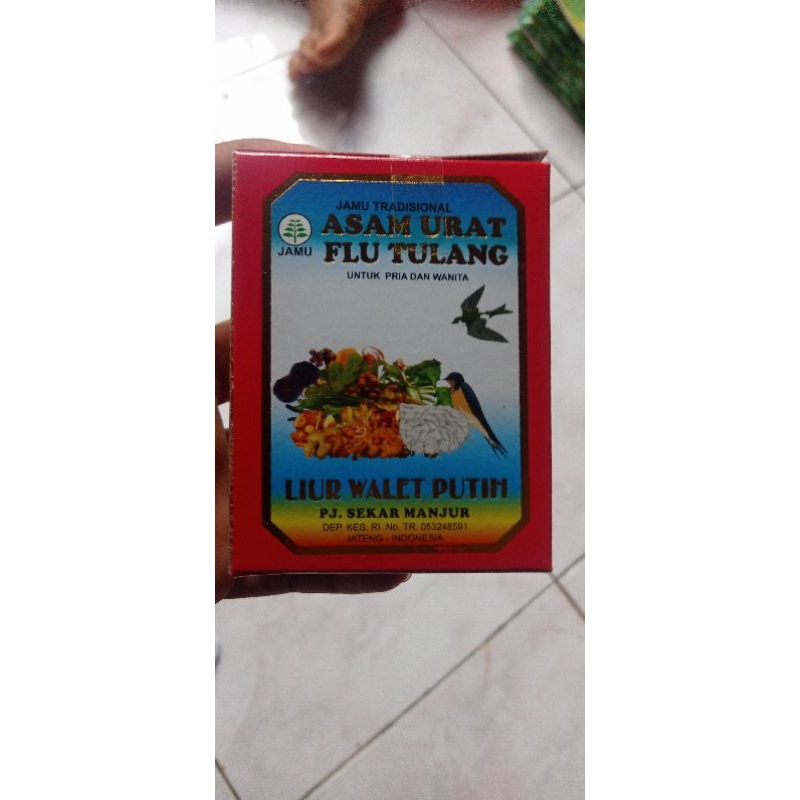 JAMU TRADISIONAL
ASAM URAT
JAMU
FLU TULANG
UNTUK PRIA DAN WANITA
LIUR WALET PUTIH
PJ. SEKAR MANJUR
DEP. KES. RI. No. TR. 053248591
JATENG - INDONESIA